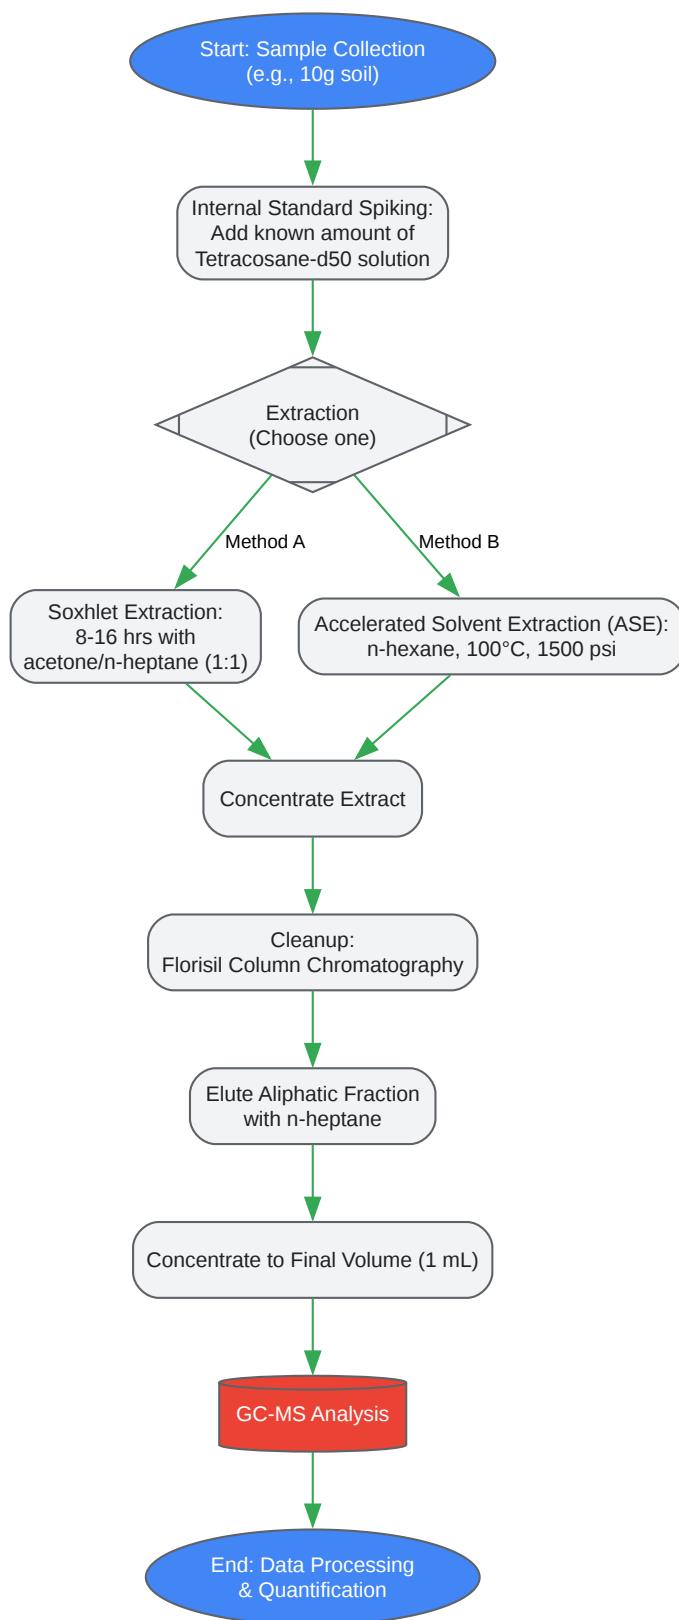 Start: Sample Collection
(e.g., 10g soil)
Internal Standard Spiking:
Add known amount of
Tetracosane-d50 solution
Extraction
(Choose one)
Method A
Method B
Soxhlet Extraction:
8-16 hrs with
acetone/n-heptane (1:1)
Accelerated Solvent Extraction (ASE):
n-hexane, 100°C, 1500 psi
Concentrate Extract
Cleanup:
Florisil Column Chromatography
Elute Aliphatic Fraction
with n-heptane
Concentrate to Final Volume (1 mL)
GC-MS Analysis
End: Data Processing
& Quantification